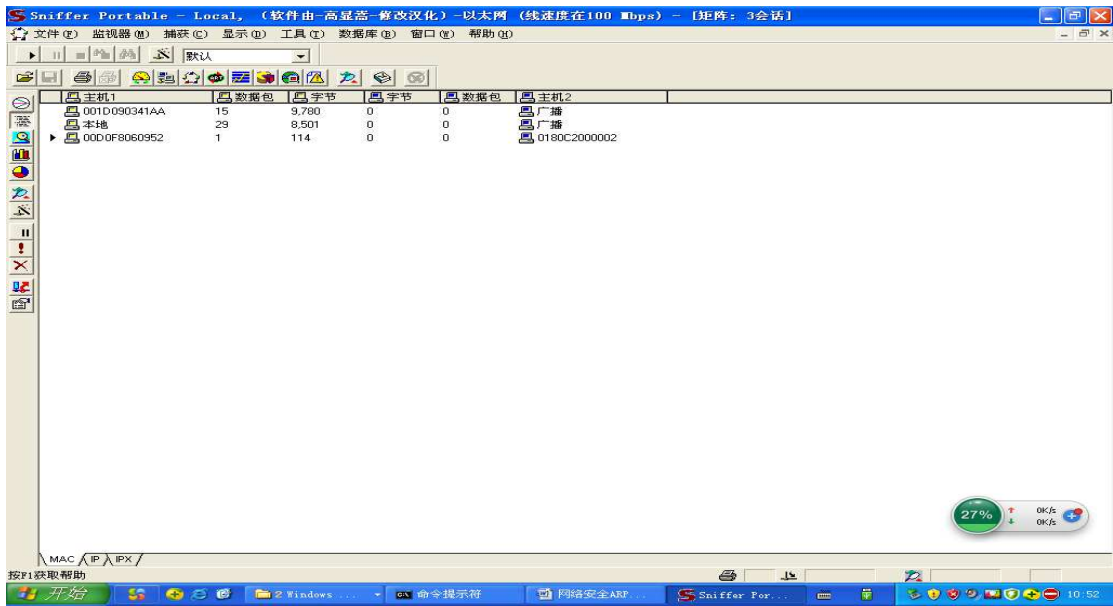 Sniffer Portable - Local, （软件由-高显嵩-修改汉化）-以太网 (线速度在100 Mbps) - [矩阵: 3会话]
文件(F) 监视器(M) 捕获(C) 显示(D) 工具(T) 数据库(B) 窗口(W) 帮助(H)
默认
主机1 数据包 字节 字节 数据包 主机2
001D090341AA 15 9,780 0 0 广播
本地 29 8,501 0 0 广播
00D0F8060952 1 114 0 0 0180C2000002
27% 0K/s
0K/s
MAC IP IPX
按F1获取帮助
开始 2 Windows ... 命令提示符 网络安全ARP... Sniffer Por... 10:52